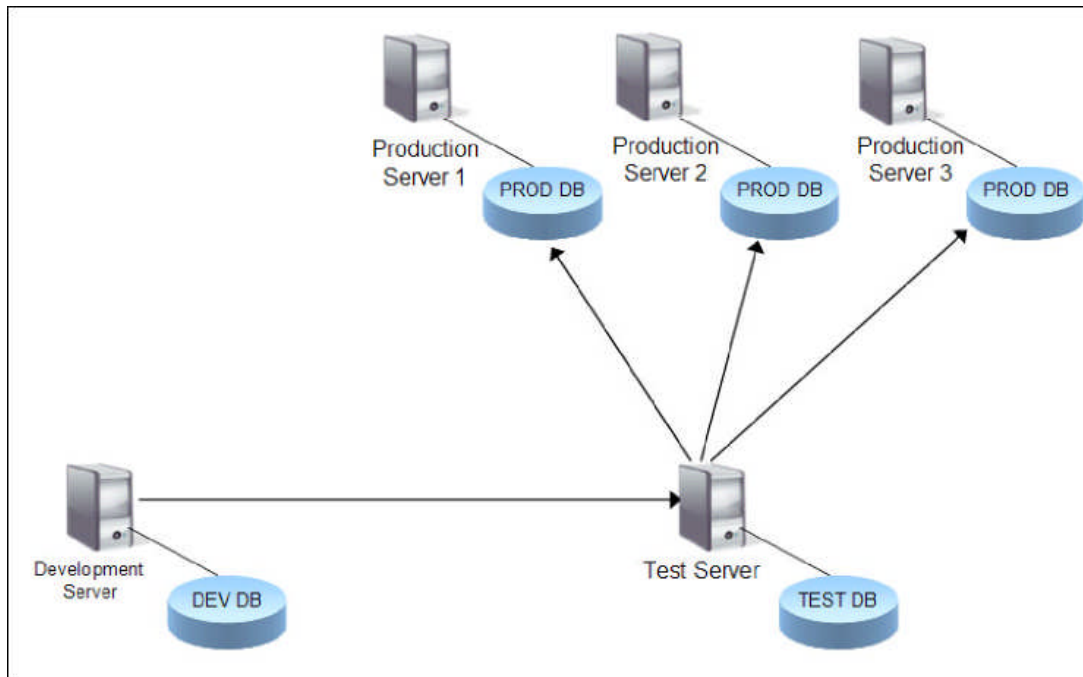 Production
Server 1
PROD DB
Production
Server 2
PROD DB
Production
Server 3
PROD DB
Development
Server
DEV DB
Test Server
TEST DB